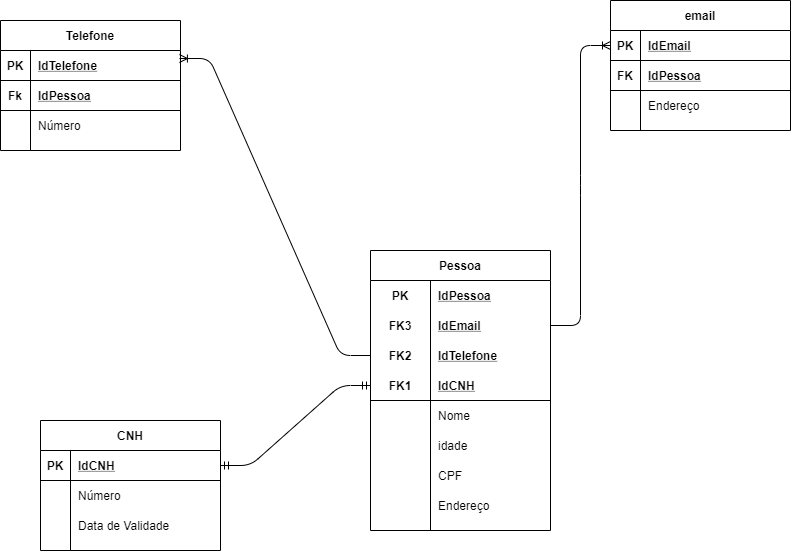 Telefone
PK IdTelefone
Fk IdPessoa
Número
email
PK IdEmail
FK IdPessoa
Endereço
Pessoa
PK IdPessoa
FK3 IdEmail
FK2 IdTelefone
FK1 IdCNH
Nome
idade
CPF
Endereço
CNH
PK IdCNH
Número
Data de Validade